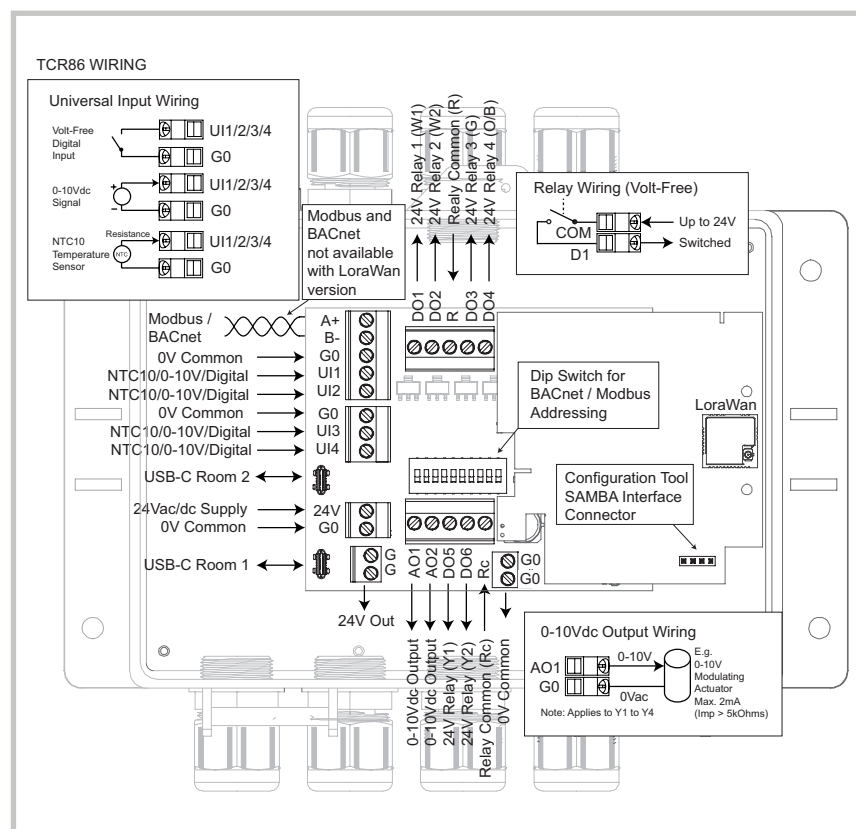 TCR86 WIRING
Universal Input Wiring
Volt-Free
Digital
Input
UI1/2/3/4
G0
0-10Vdc
Signal
+
-
UI1/2/3/4
G0
NTC10
Temperature
Sensor
Resistance
NTC
UI1/2/3/4
G0
Modbus and
BACnet
not available
with LoraWan
version
24V Relay 1 (W1)
24V Relay 2 (W2)
Realy Common (R)
24V Relay 3 (G)
24V Relay 4 (O/B)
DO1
DO2
R
DO3
DO4
Relay Wiring (Volt-Free)
COM
D1
Up to 24V
Switched
Modbus /
BACnet
A+
B-
0V Common
G0
NTC10/0-10V/Digital
UI1
NTC10/0-10V/Digital
UI2
0V Common
G0
NTC10/0-10V/Digital
UI3
NTC10/0-10V/Digital
UI4
USB-C Room 2
24Vac/dc Supply
24V
0V Common
G0
USB-C Room 1
Dip Switch for
BACnet / Modbus
Addressing
LoraWan
Configuration Tool
SAMBA Interface
Connector
G
G
24V Out
AO1
AO2
DO5
DO6
Rc
G0
G0
0-10Vdc Output
0-10Vdc Output
24V Relay (Y1)
24V Relay (Y2)
Relay Common (Rc)
0V Common
0-10Vdc Output Wiring
AO1
G0
0-10V
0Vac
E.g.
0-10V
Modulating
Actuator
Max. 2mA
(Imp > 5kOhms)
Note: Applies to Y1 to Y4